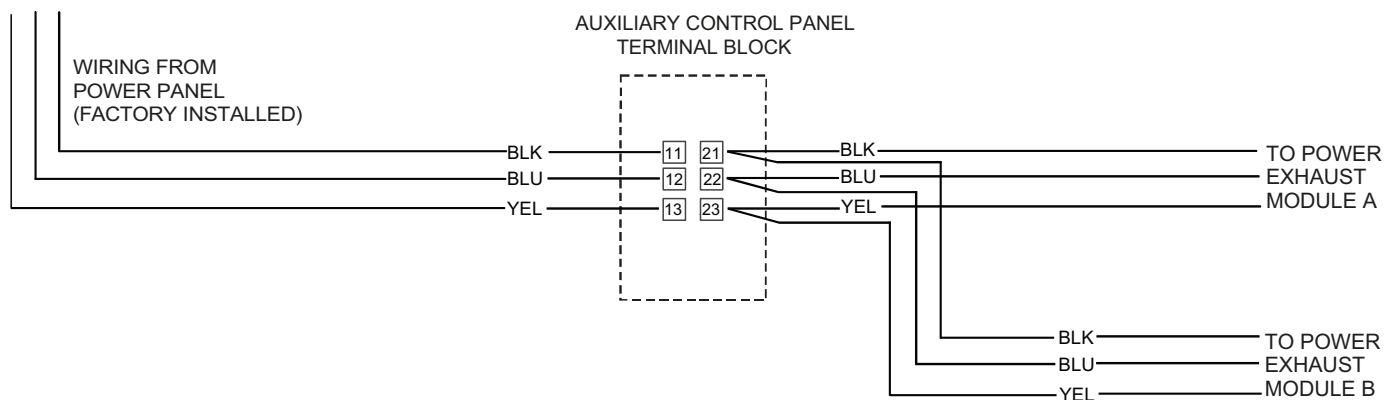 AUXILIARY CONTROL PANEL
TERMINAL BLOCK
WIRING FROM
POWER PANEL
(FACTORY INSTALLED)
BLK 11 21 BLK
BLU 12 22 BLU
YEL 13 23 YEL
TO POWER
EXHAUST
MODULE A
BLK
BLU
YEL
TO POWER
EXHAUST
MODULE B